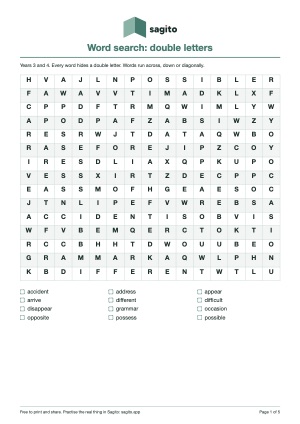 sagito
Word search: double letters
Years 3 and 4. Every word hides a double letter. Words run across, down or diagonally.
H V A J L N P O S S I B L E R
F A W A V V T I M A D K L X F
C P P D F T R M Q W I M L Y W
A P O D P A F Z A B S I W Z Y
R E S R W J T D A T A Q W B O
R A S E F O R E J I P Z C O Y
I R E S D L I A X Q P K U P O
V E S S X I R T Z D E C P P C
E A S S M O F H G E A E S O C
J T N L I P E F V W R E B S A
A C C I D E N T I S O B V I S
W F V B E M Q E R C T O K T I
R C C B H H T D W O U U B E O
G R A M M A R K A Q W L P H N
K B D I F F E R E N T W T L U
accident
address
appear
arrive
different
difficult
disappear
grammar
occasion
opposite
possess
possible
Free to print and share. Practise the real thing in Sagito: sagito.app
Page 1 of 5